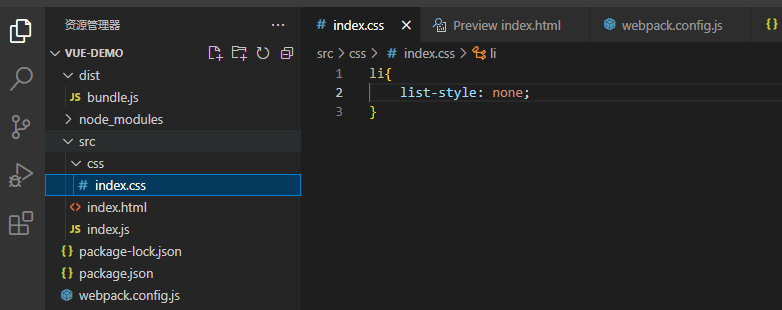 资源管理器
VUE-DEMO
dist
JS bundle.js
node_modules
src
css
# index.css
<> index.html
JS index.js
{} package-lock.json
{} package.json
webpack.config.js
# index.css
Preview index.html
webpack.config.js
{}
src > css > # index.css > li
1 li{
2 list-style: none;
3 }